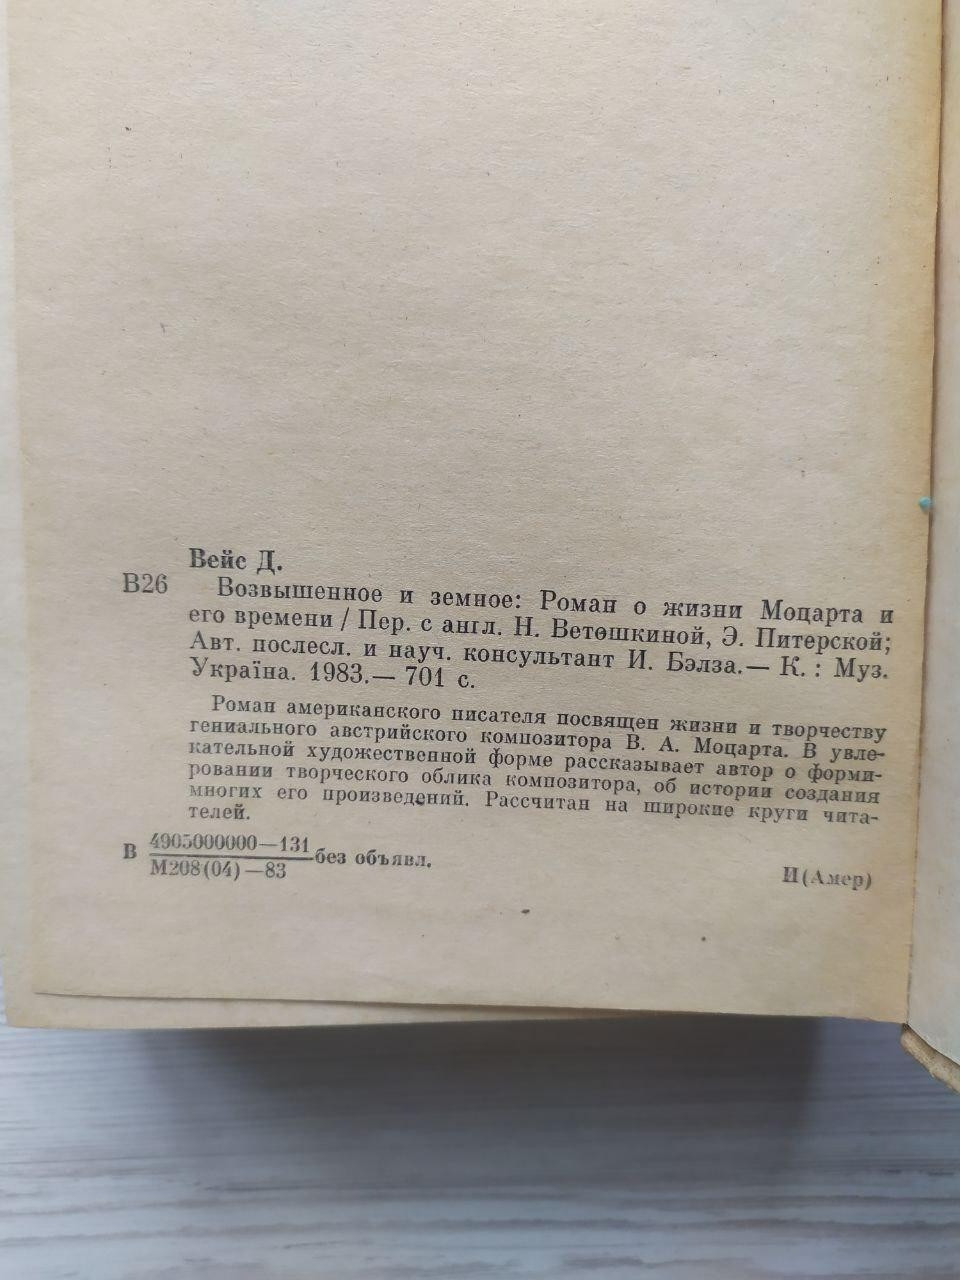 Вейс Д.
В26
Возвышенное и земное: Роман о жизни Моцарта и
его времени / Пер. с англ. Н. Ветошкиной, Э. Питерской;
Авт. послесл. и науч. консультант И. Бэлза.— К. : Муз.
Україна. 1983.— 701 с.
Роман американского писателя посвящен жизни и творчеству
гениального австрийского композитора В. А. Моцарта. В увле-
кательной художественной форме рассказывает автор о форми-
ровании творческого облика композитора, об истории создания
многих его произведений. Рассчитан на широкие круги чита-
телей.
В 4905000000—131 без объявл.
М208(04)—83
И(Амер)